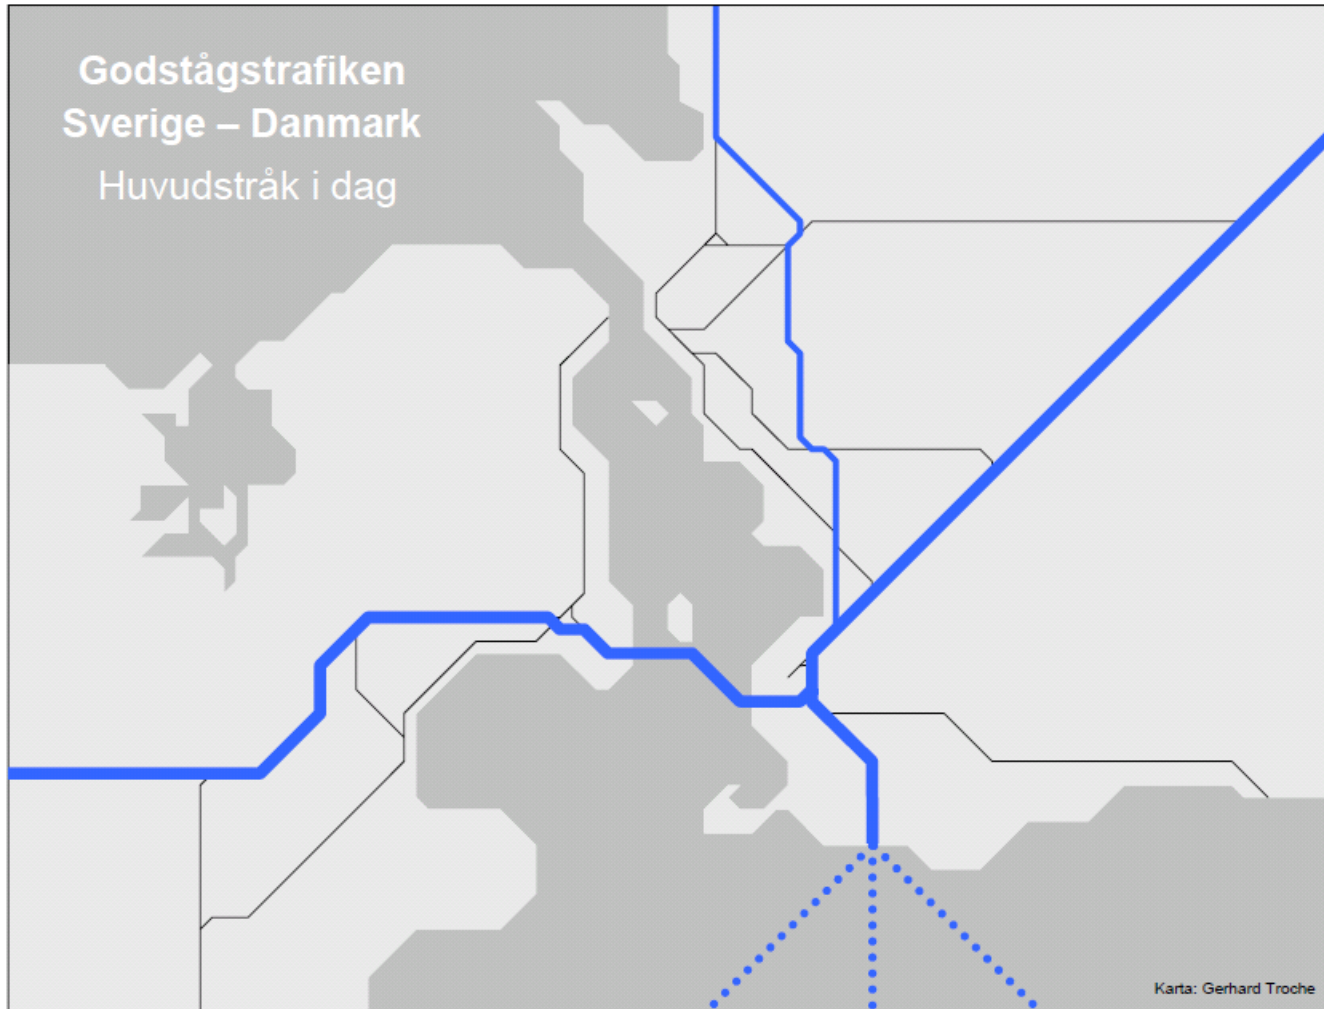 Godstågstrafiken
Sverige – Danmark
Huvudstråk i dag
Karta: Gerhard Troche